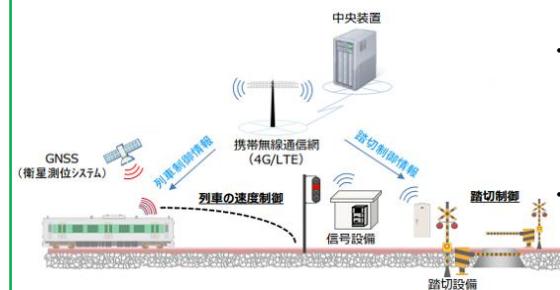 中央装置
携帯無線通信網
(4G/LTE)
GNSS
(衛星測位システム)
列車制御情報
踏切制御情報
列車の速度制御
踏切制御
信号設備
踏切設備